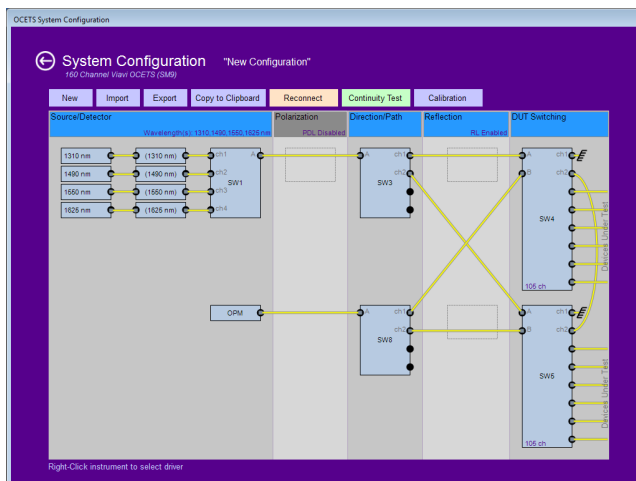 OCETS System Configuration
System Configuration "New Configuration"
160 Channel Viavi OCETS (SM9)
New Import Export Copy to Clipboard Reconnect Continuity Test Calibration
Source/Detector Polarization Direction/Path Reflection DUT Switching
Wavelength(s): 1310,1490,1550,1625 nm PDL Disabled RL Enabled
1310 nm (1310 nm) ch1 A A ch1 A ch1
1490 nm (1490 nm) ch2 ch2 B ch2
SW1 SW3
1550 nm (1550 nm) ch3
1625 nm (1625 nm) ch4
SW4
Devices Under Test
105 ch
OPM A ch1 A ch1
ch2 B ch2
SW8
SW5
Devices Under Test
105 ch
Right-Click instrument to select driver